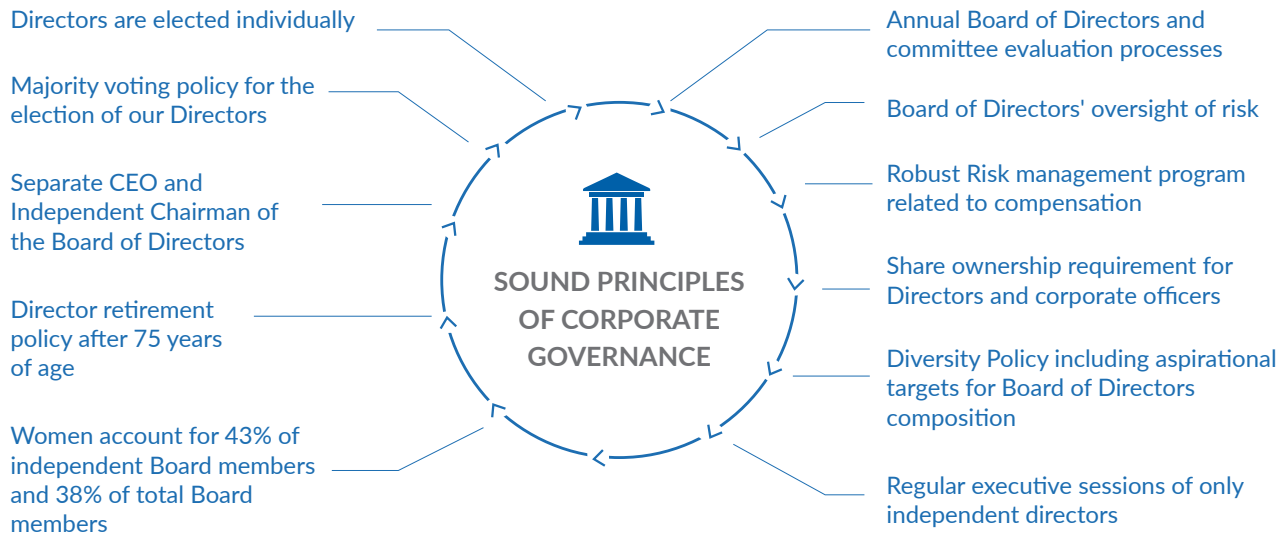 Directors are elected individually
Majority voting policy for the
election of our Directors
Separate CEO and
Independent Chairman of
the Board of Directors
Director retirement
policy after 75 years
of age
Women account for 43% of
independent Board members
and 38% of total Board
members
SOUND PRINCIPLES
OF CORPORATE
GOVERNANCE
Annual Board of Directors and
committee evaluation processes
Board of Directors' oversight of risk
Robust Risk management program
related to compensation
Share ownership requirement for
Directors and corporate officers
Diversity Policy including aspirational
targets for Board of Directors
composition
Regular executive sessions of only
independent directors